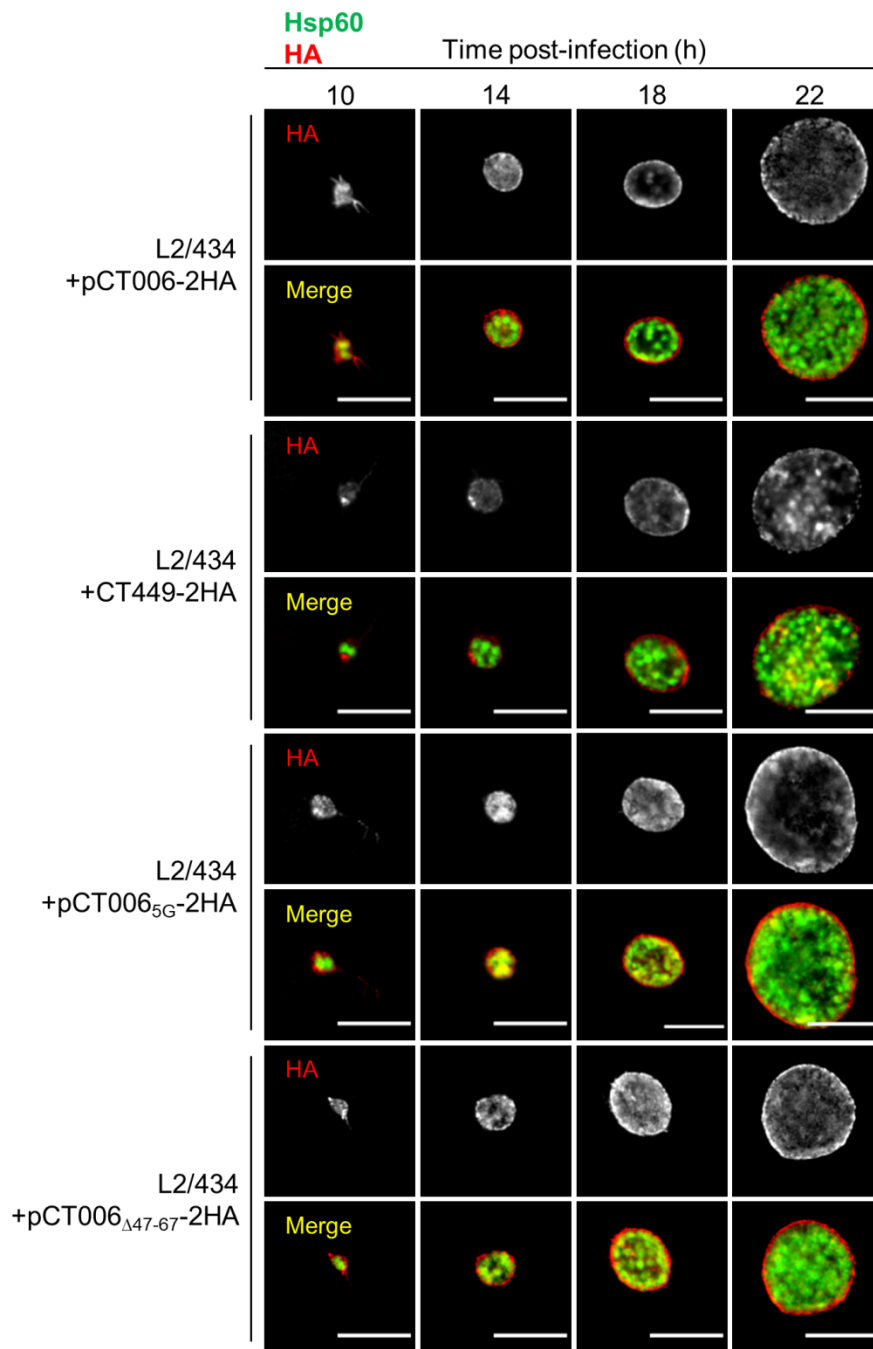 Hsp60
HA
Time post-infection (h)
10 14 18 22
HA
L2/434
+pCT006-2HA
Merge
HA
L2/434
+CT449-2HA
Merge
HA
L2/434
+pCT006₅G-2HA
Merge
HA
L2/434
+pCT006Δ47-67-2HA
Merge